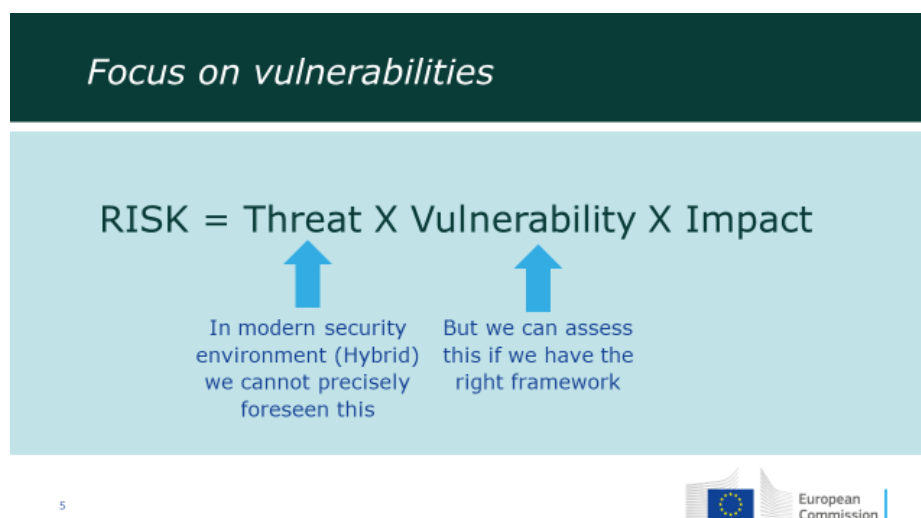 Focus on vulnerabilities
RISK = Threat X Vulnerability X Impact
In modern security
environment (Hybrid)
we cannot precisely
foreseen this
But we can assess
this if we have the
right framework
5
European
Commission